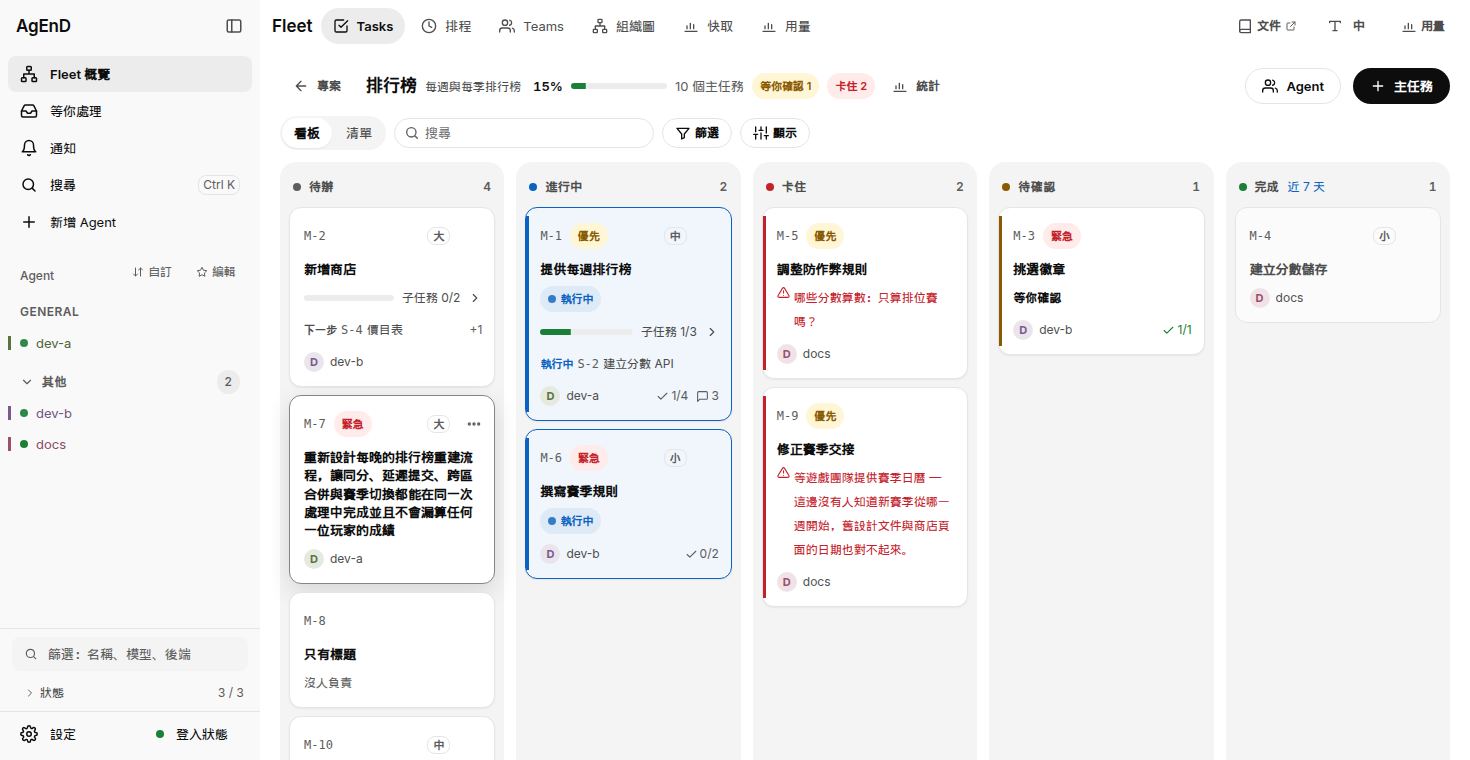 AgEnD
Fleet 概覽
等你處理
通知
搜尋 Ctrl K
新增 Agent
Agent 自訂 編輯
GENERAL
dev-a
其他 2
dev-b
docs
篩選：名稱、模型、後端
狀態 3 / 3
設定 登入狀態
Fleet Tasks 排程 Teams 組織圖 快取 用量 文件 中 用量
專案 排行榜 每週與每季排行榜 15% 10 個主任務 等你確認 1 卡住 2 統計 Agent 主任務
看板 清單 搜尋 篩選 顯示
待辦 4
M-2 大
新增商店
子任務 0/2
下一步 S-4 價目表 +1
D dev-b
M-7 緊急 大
重新設計每晚的排行榜重建流
程，讓同分、延遲提交、跨區
合併與賽季切換都能在同一次
處理中完成並且不會漏算任何
一位玩家的成績
D dev-a
M-8
只有標題
沒人負責
M-10 中
進行中 2
M-1 優先 中
提供每週排行榜
執行中
子任務 1/3
執行中 S-2 建立分數 API
D dev-a 1/4 3
M-6 緊急 小
撰寫賽季規則
執行中
D dev-b 0/2
卡住 2
M-5 優先
調整防作弊規則
哪些分數算數：只算排位賽
嗎？
D docs
M-9 優先
修正賽季交接
等遊戲團隊提供賽季日曆 —
這邊沒有人知道新賽季從哪一
週開始，舊設計文件與商店頁
面的日期也對不起來。
D docs
待確認 1
M-3 緊急
挑選徽章
等你確認
D dev-b 1/1
完成 近 7 天 1
M-4 小
建立分數儲存
D docs